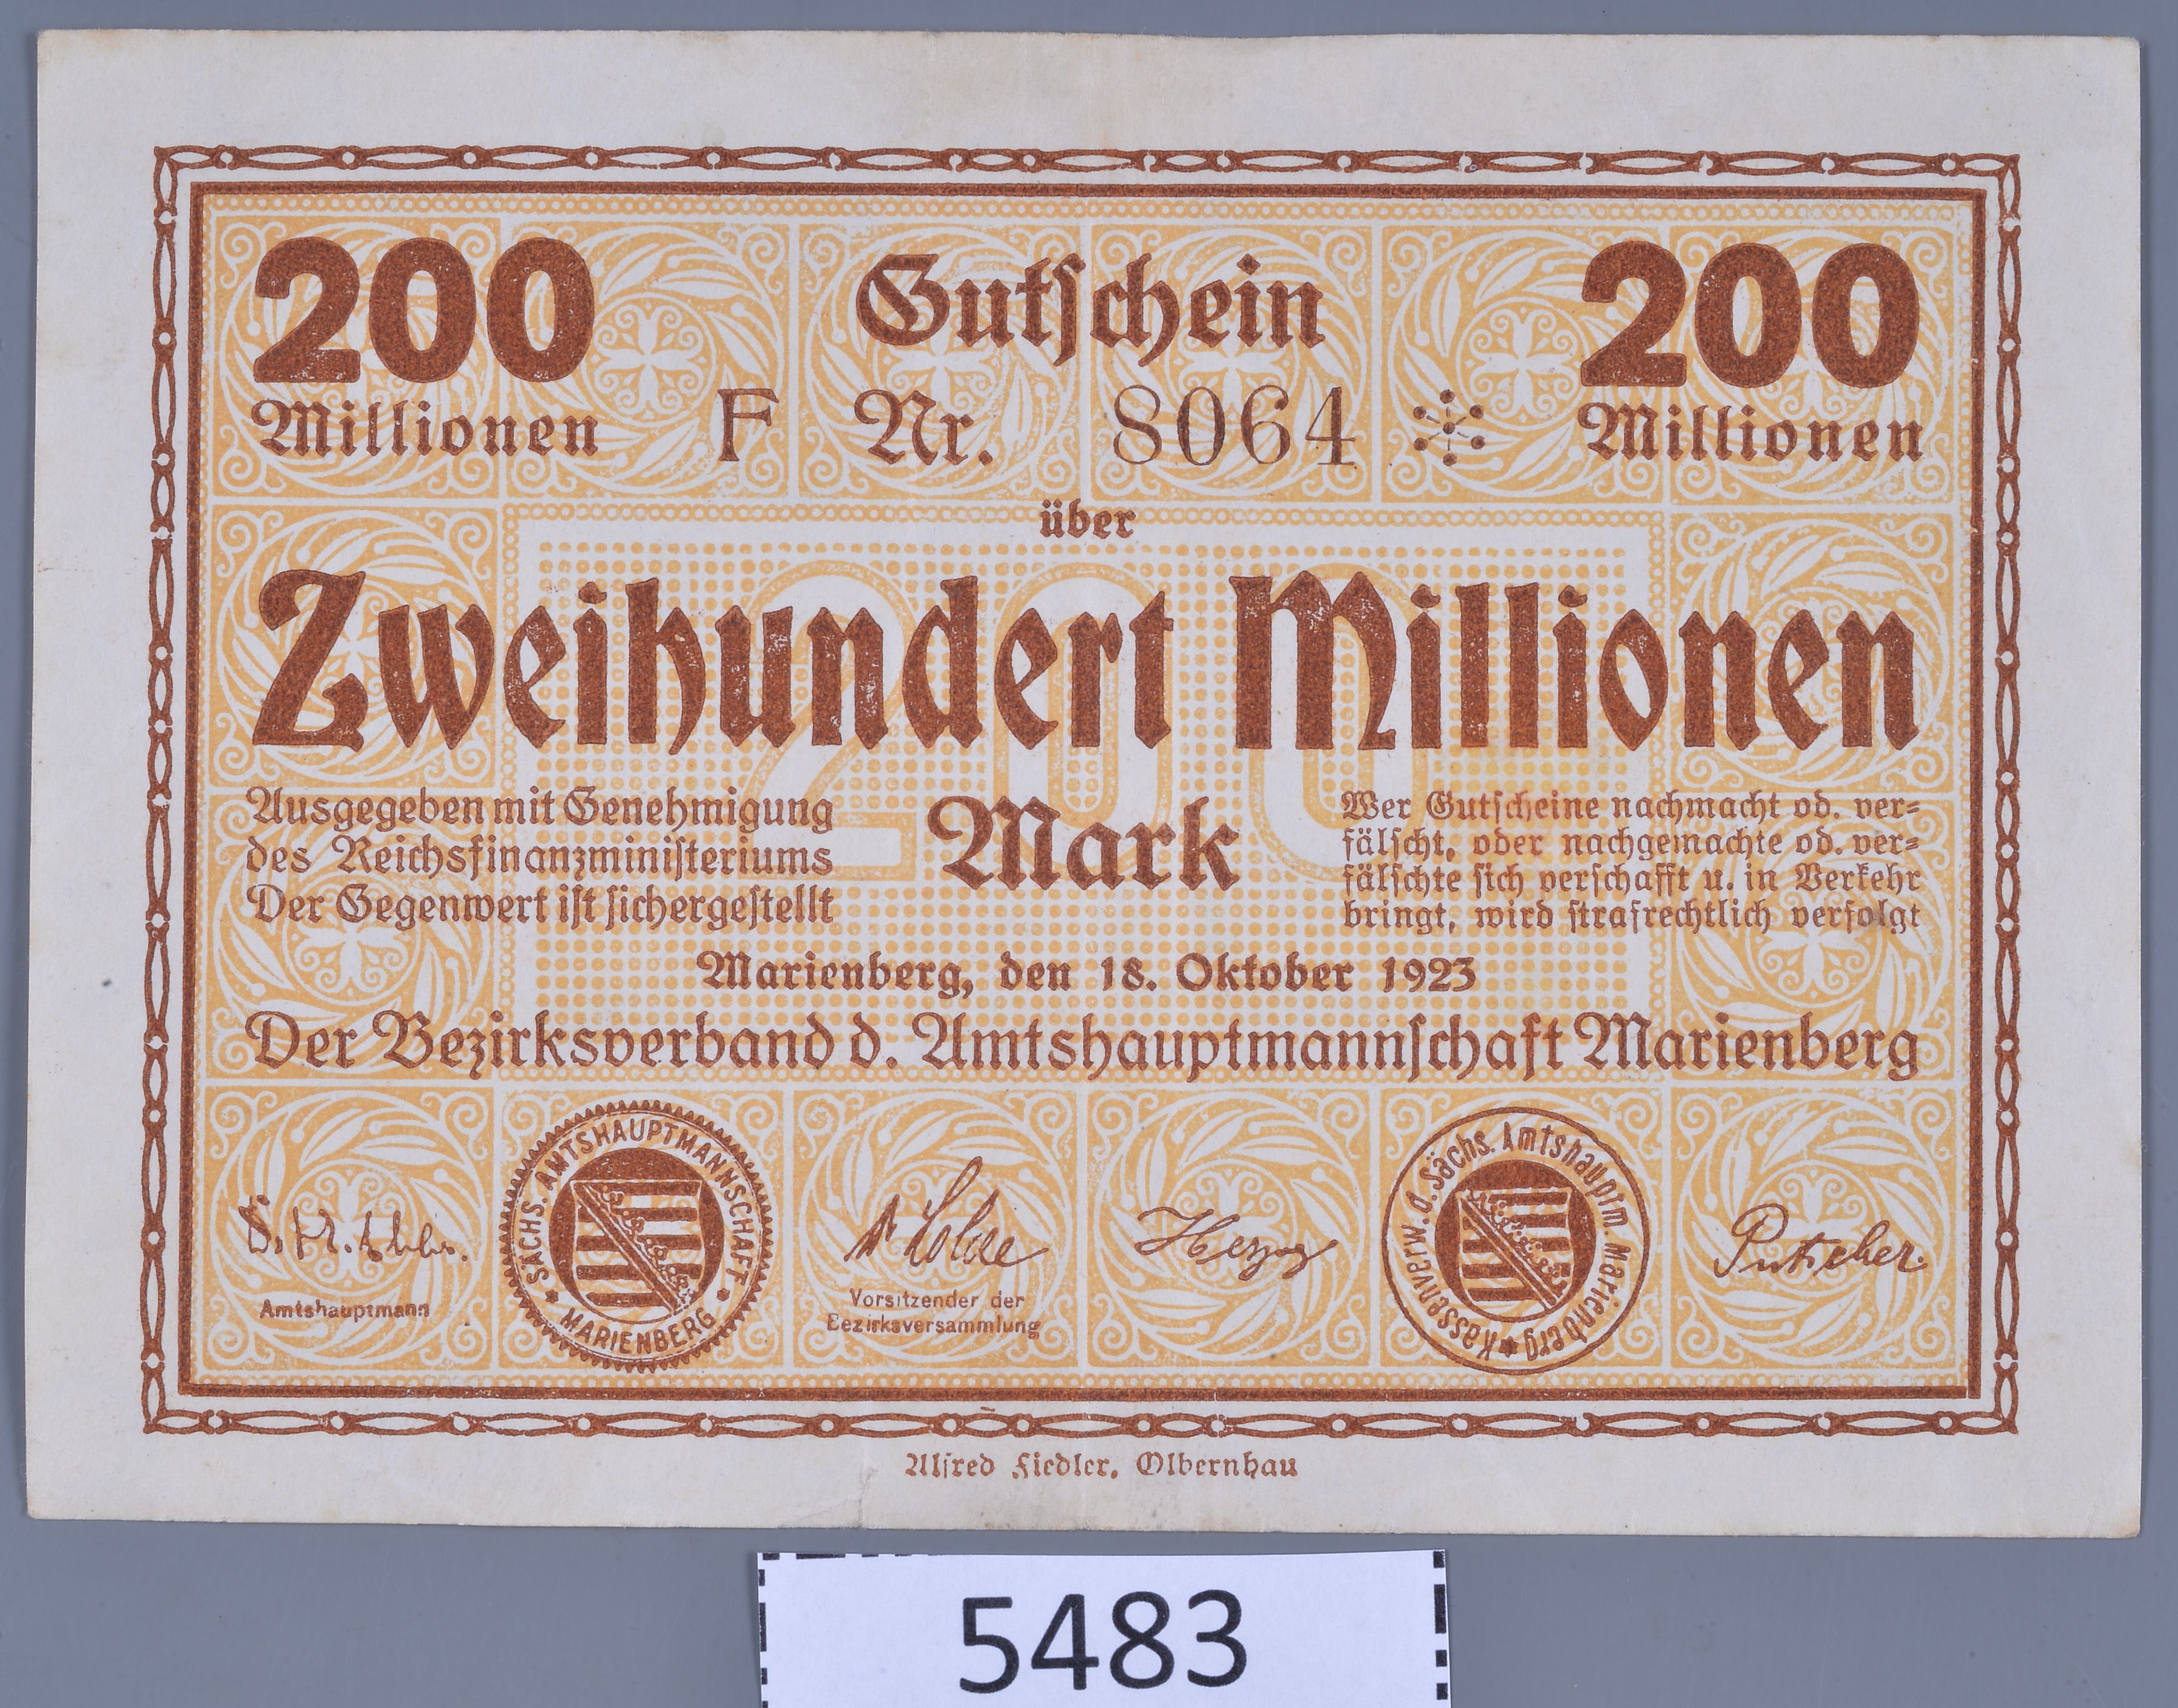 200 Gutschein 200
Millionen F Nr. 8064 Millionen
über
Zweihundert Millionen
Mark
Ausgegeben mit Genehmigung
des Reichsfinanzministeriums
Der Gegenwert ist sichergestellt
Wer Gutscheine nachmacht od. ver-
fälscht, oder nachgemachte od. ver-
fälschte sich verschafft u. in Verkehr
bringt, wird strafrechtlich verfolgt
200
Marienberg, den 18. Oktober 1923
Der Bezirksverband d. Amtshauptmannschaft Marienberg
SÄCHS. AMTSHAUPTMANNSCHAFT
MARIENBERG
Kassenverw. d. Sächs. Amtshauptm. Marienberg
Herzog
Amtshauptmann
Vorsitzender der
Bezirksversammlung
Alfred Fiedler, Olbernhau
5483